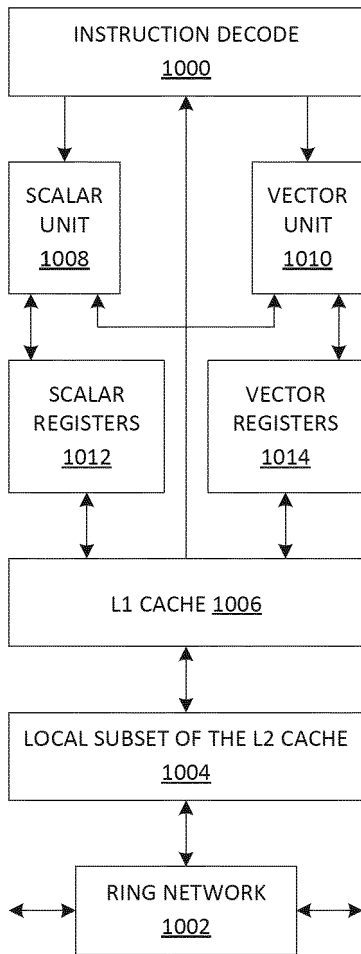 INSTRUCTION DECODE
1000
SCALAR
UNIT
1008
VECTOR
UNIT
1010
SCALAR
REGISTERS
1012
VECTOR
REGISTERS
1014
L1 CACHE 1006
LOCAL SUBSET OF THE L2 CACHE
1004
RING NETWORK
1002